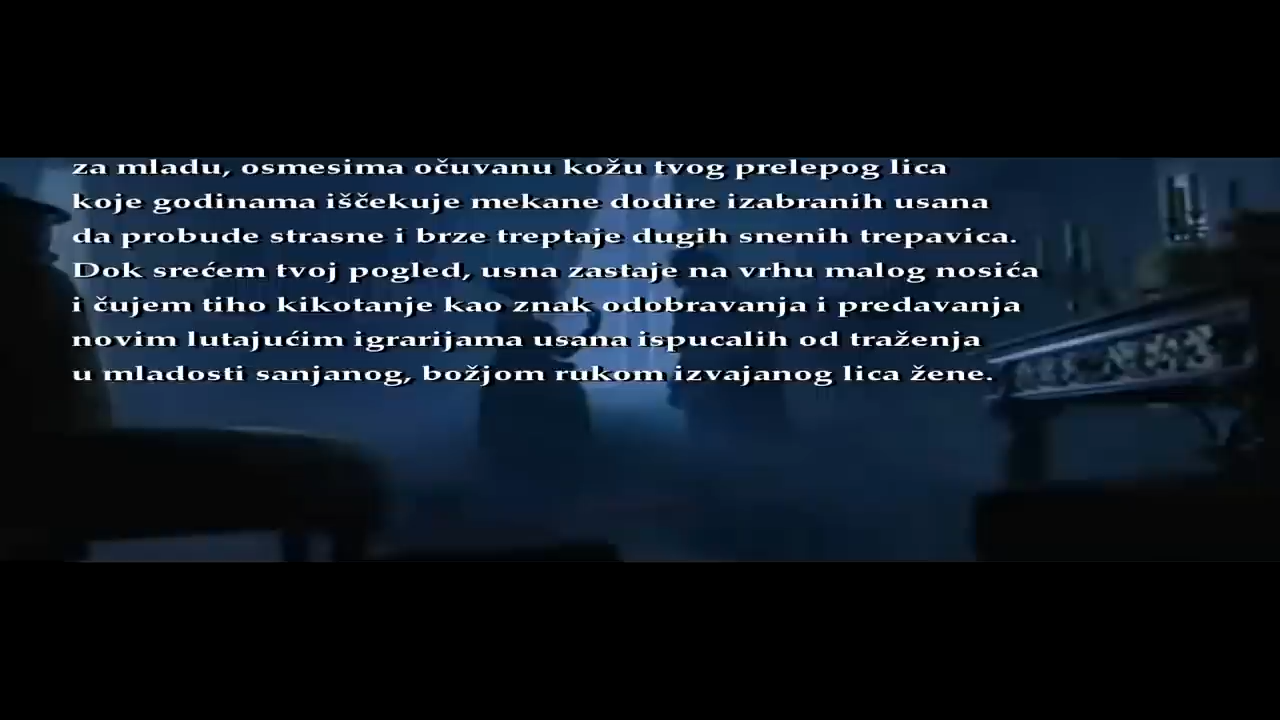 za mladu, osmesima očuvanu kožu tvog prelepog lica
koje godinama iščekuje mekane dodire izabranih usana
da probude strasne i brze treptaje dugih snenih trepavica.
Dok srećem tvoj pogled, usna zastaje na vrhu malog nosića
i čujem tiho kikotanje kao znak odobravanja i predavanja
novim lutajućim igrarijama usana ispucalih od traženja
u mladosti sanjanog, božjom rukom izvajanog lica žene.